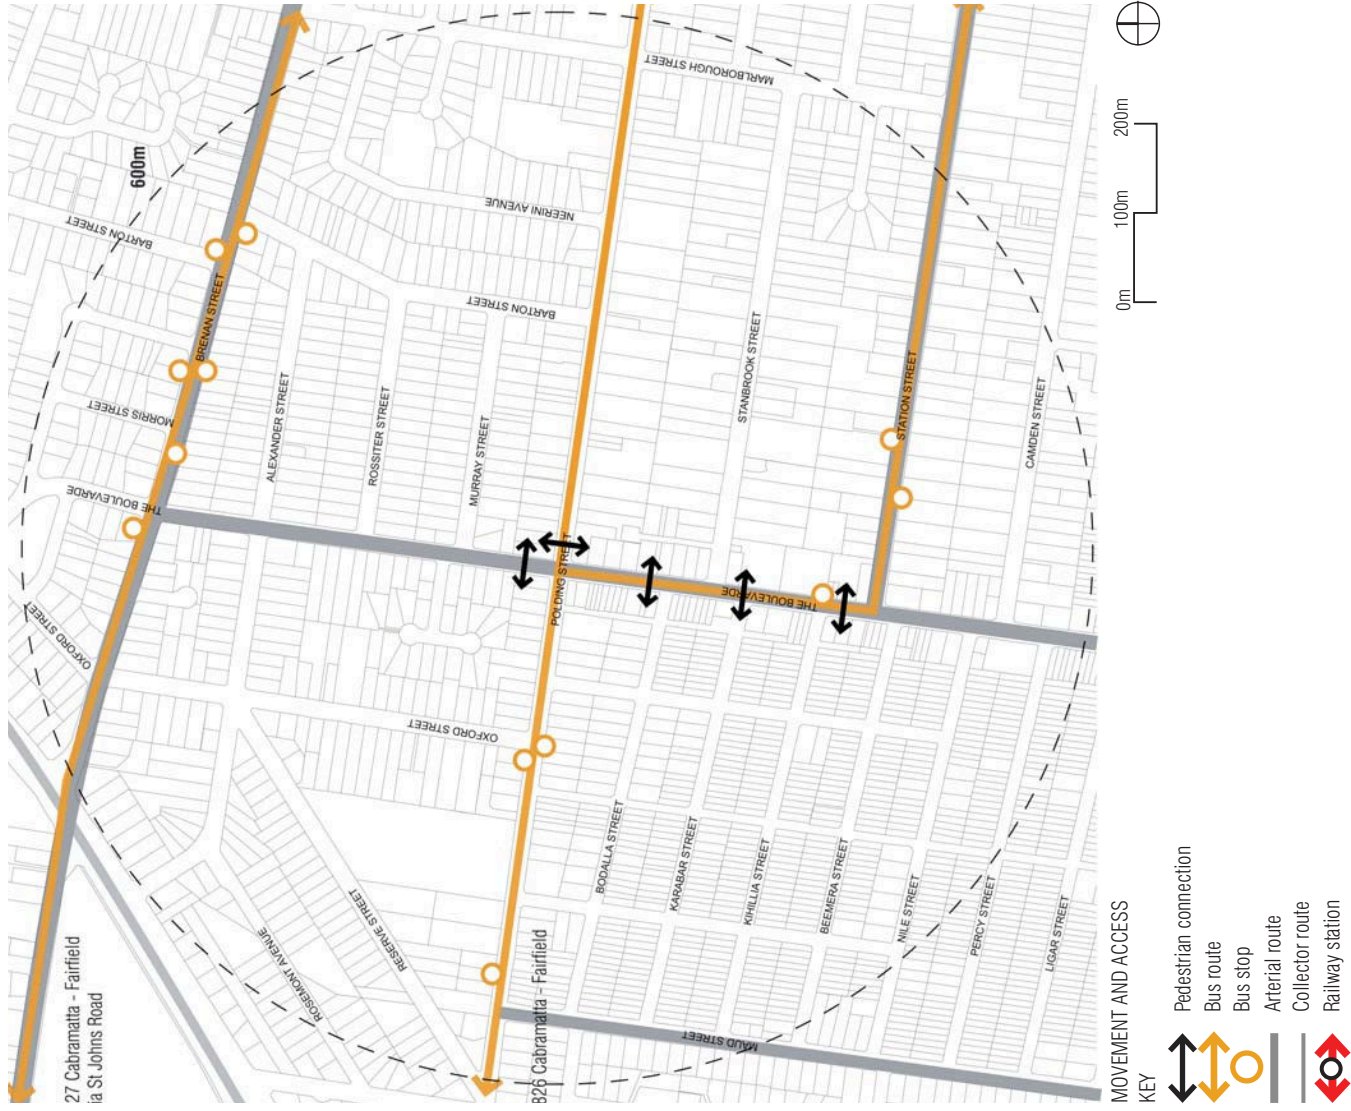 MARLBOROUGH STREET
600m
BARTON STREET
NEERINI AVENUE
BRENAN STREET
BARTON STREET
STANBROOK STREET
MORRIS STREET
ALEXANDER STREET
ROSSITER STREET
MURRAY STREET
STATION STREET
CAMDEN STREET
THE BOULEVARDE
POLDING STREET
THE BOULEVARDE
OXFORD STREET
OXFORD STREET
BODALLA STREET
KARABAR STREET
KIHILLIA STREET
BEEMERA STREET
NILE STREET
PERCY STREET
LIGAR STREET
RESERVE STREET
ROSEMONT AVENUE
MAUD STREET
27 Cabramatta - Fairfield
ia St Johns Road
826 Cabramatta - Fairfield
0m 100m 200m
MOVEMENT AND ACCESS
KEY
Pedestrian connection
Bus route
Bus stop
Arterial route
Collector route
Railway station